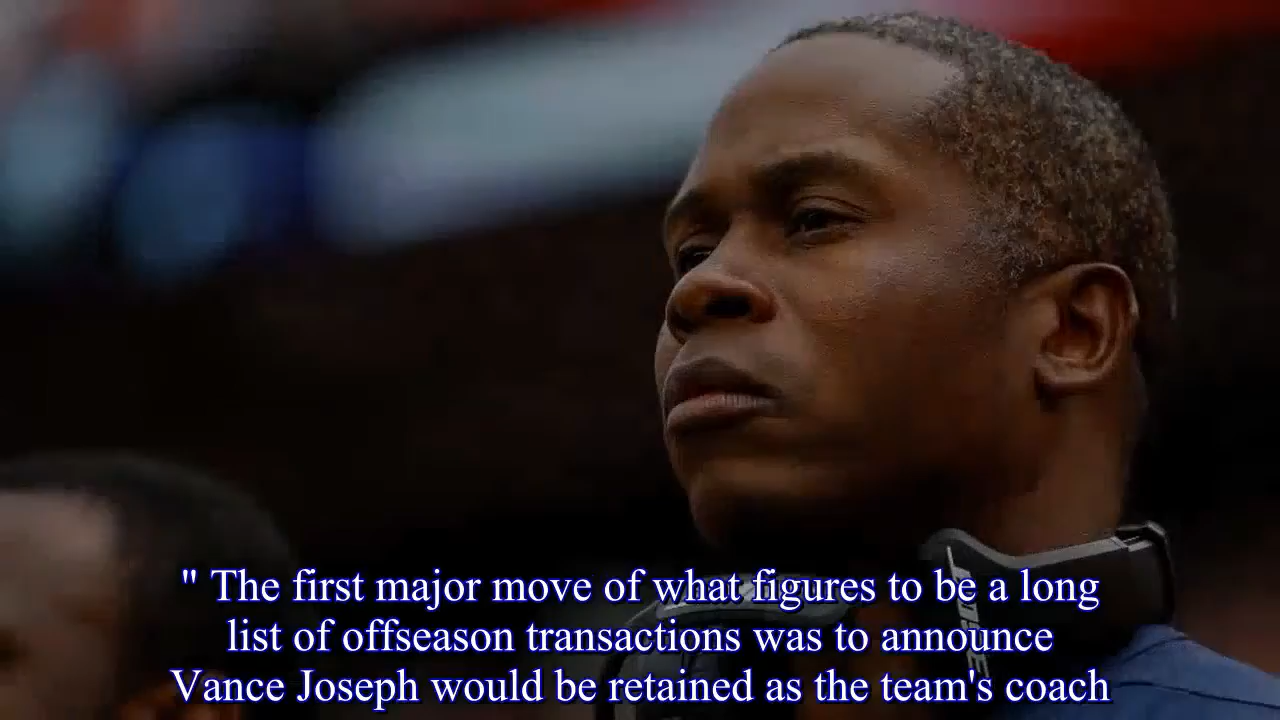 " The first major move of what figures to be a long
list of offseason transactions was to announce
Vance Joseph would be retained as the team's coach